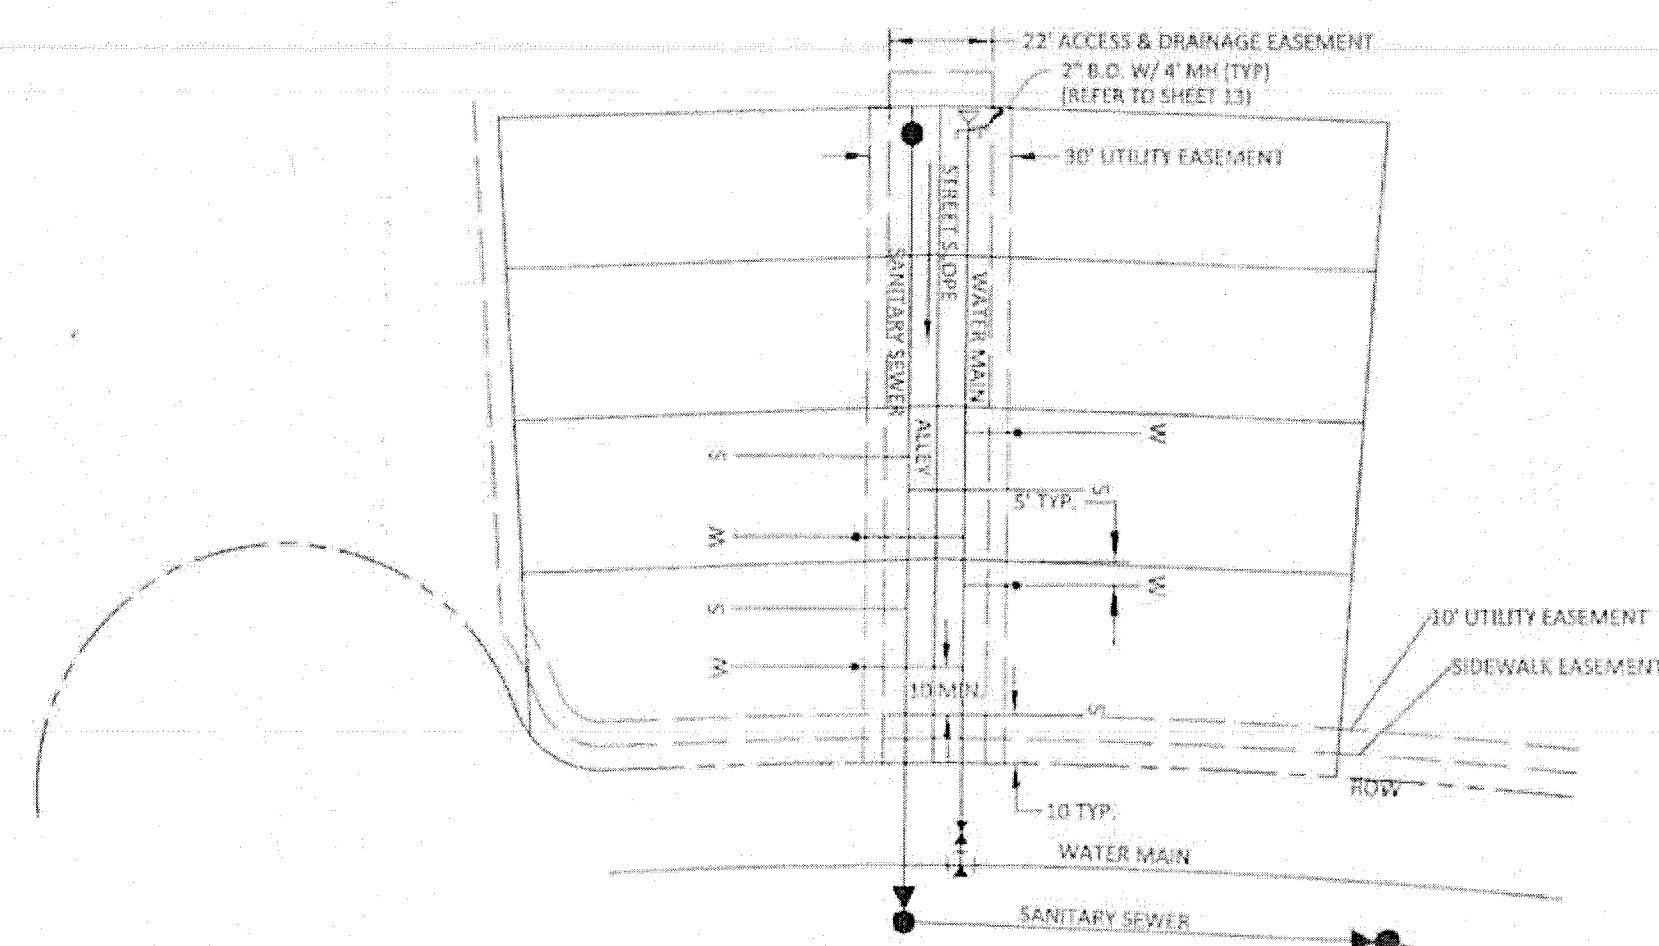 22' ACCESS & DRAINAGE EASEMENT
2" B.D. W/ 4' MH (TYP)
(REFER TO SHEET 13)
30' UTILITY EASEMENT
STREET SLOPE
SANITARY SEWER
WATER MAIN
ALLEY
W
S
S
5' TYP.
W
W
S
W
10 MIN.
S
10' UTILITY EASEMENT
SIDEWALK EASEMENT
ROW
10 TYP.
WATER MAIN
SANITARY SEWER